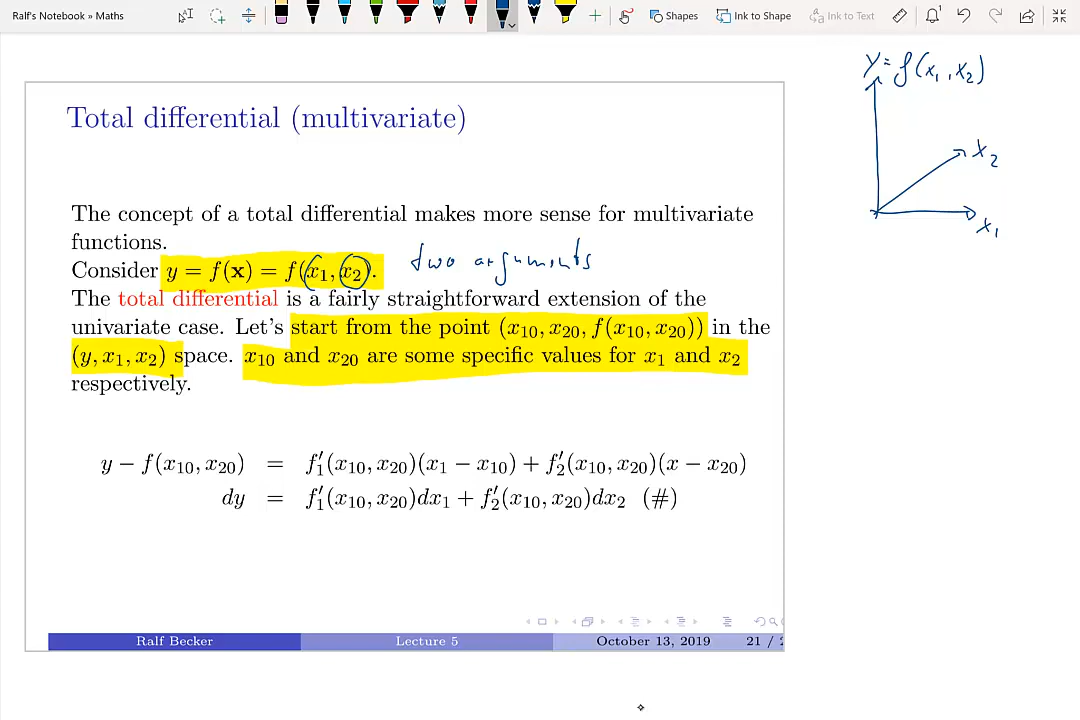 Ralf's Notebook » Maths
Shapes
Ink to Shape
Ink to Text
Total differential (multivariate)
The concept of a total differential makes more sense for multivariate
functions.
Consider y = f(x) = f(x₁, x₂). two arguments
The total differential is a fairly straightforward extension of the
univariate case. Let's start from the point (x₁₀, x₂₀, f(x₁₀, x₂₀)) in the
(y, x₁, x₂) space. x₁₀ and x₂₀ are some specific values for x₁ and x₂
respectively.
y − f(x₁₀, x₂₀) = f′₁(x₁₀, x₂₀)(x₁ − x₁₀) + f′₂(x₁₀, x₂₀)(x − x₂₀)
dy = f′₁(x₁₀, x₂₀)dx₁ + f′₂(x₁₀, x₂₀)dx₂ (#)
Ralf Becker Lecture 5 October 13, 2019 21 /
y = f(x₁, x₂)
x₂
x₁